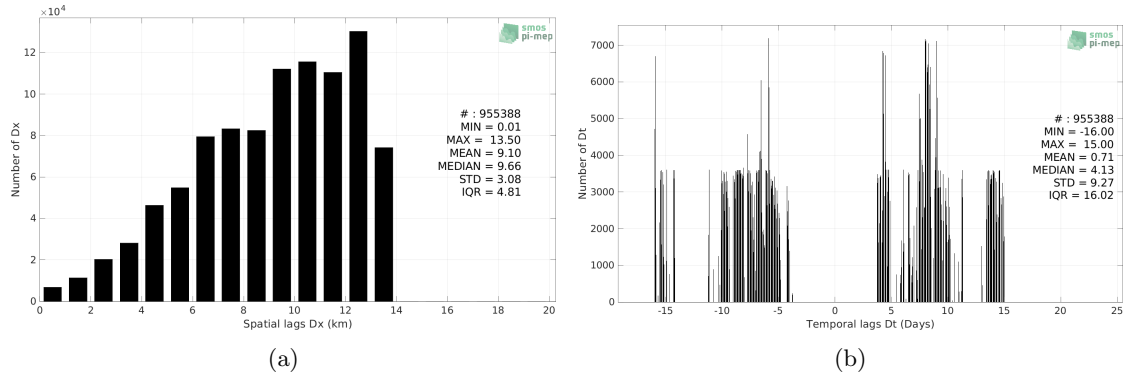 ×10⁴
12
10
8
6
4
2
0
Number of Dx
smos
pi-mep
# : 955388
MIN = 0.01
MAX = 13.50
MEAN = 9.10
MEDIAN = 9.66
STD = 3.08
IQR = 4.81
0 2 4 6 8 10 12 14 16 18 20
Spatial lags Dx (km)
(a)
7000
6000
5000
4000
3000
2000
1000
0
Number of Dt
smos
pi-mep
# : 955388
MIN = -16.00
MAX = 15.00
MEAN = 0.71
MEDIAN = 4.13
STD = 9.27
IQR = 16.02
-15 -10 -5 0 5 10 15 20 25
Temporal lags Dt (Days)
(b)